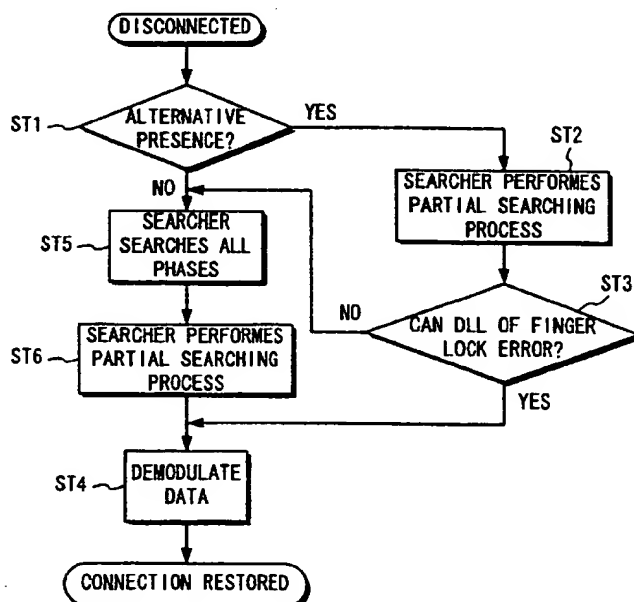 DISCONNECTED
ST1
ALTERNATIVE
PRESENCE?
YES
NO
ST2
SEARCHER PERFORMES
PARTIAL SEARCHING
PROCESS
ST3
CAN DLL OF FINGER
LOCK ERROR?
NO
YES
ST5
SEARCHER
SEARCHES ALL
PHASES
ST6
SEARCHER PERFORMES
PARTIAL SEARCHING
PROCESS
ST4
DEMODULATE
DATA
CONNECTION RESTORED